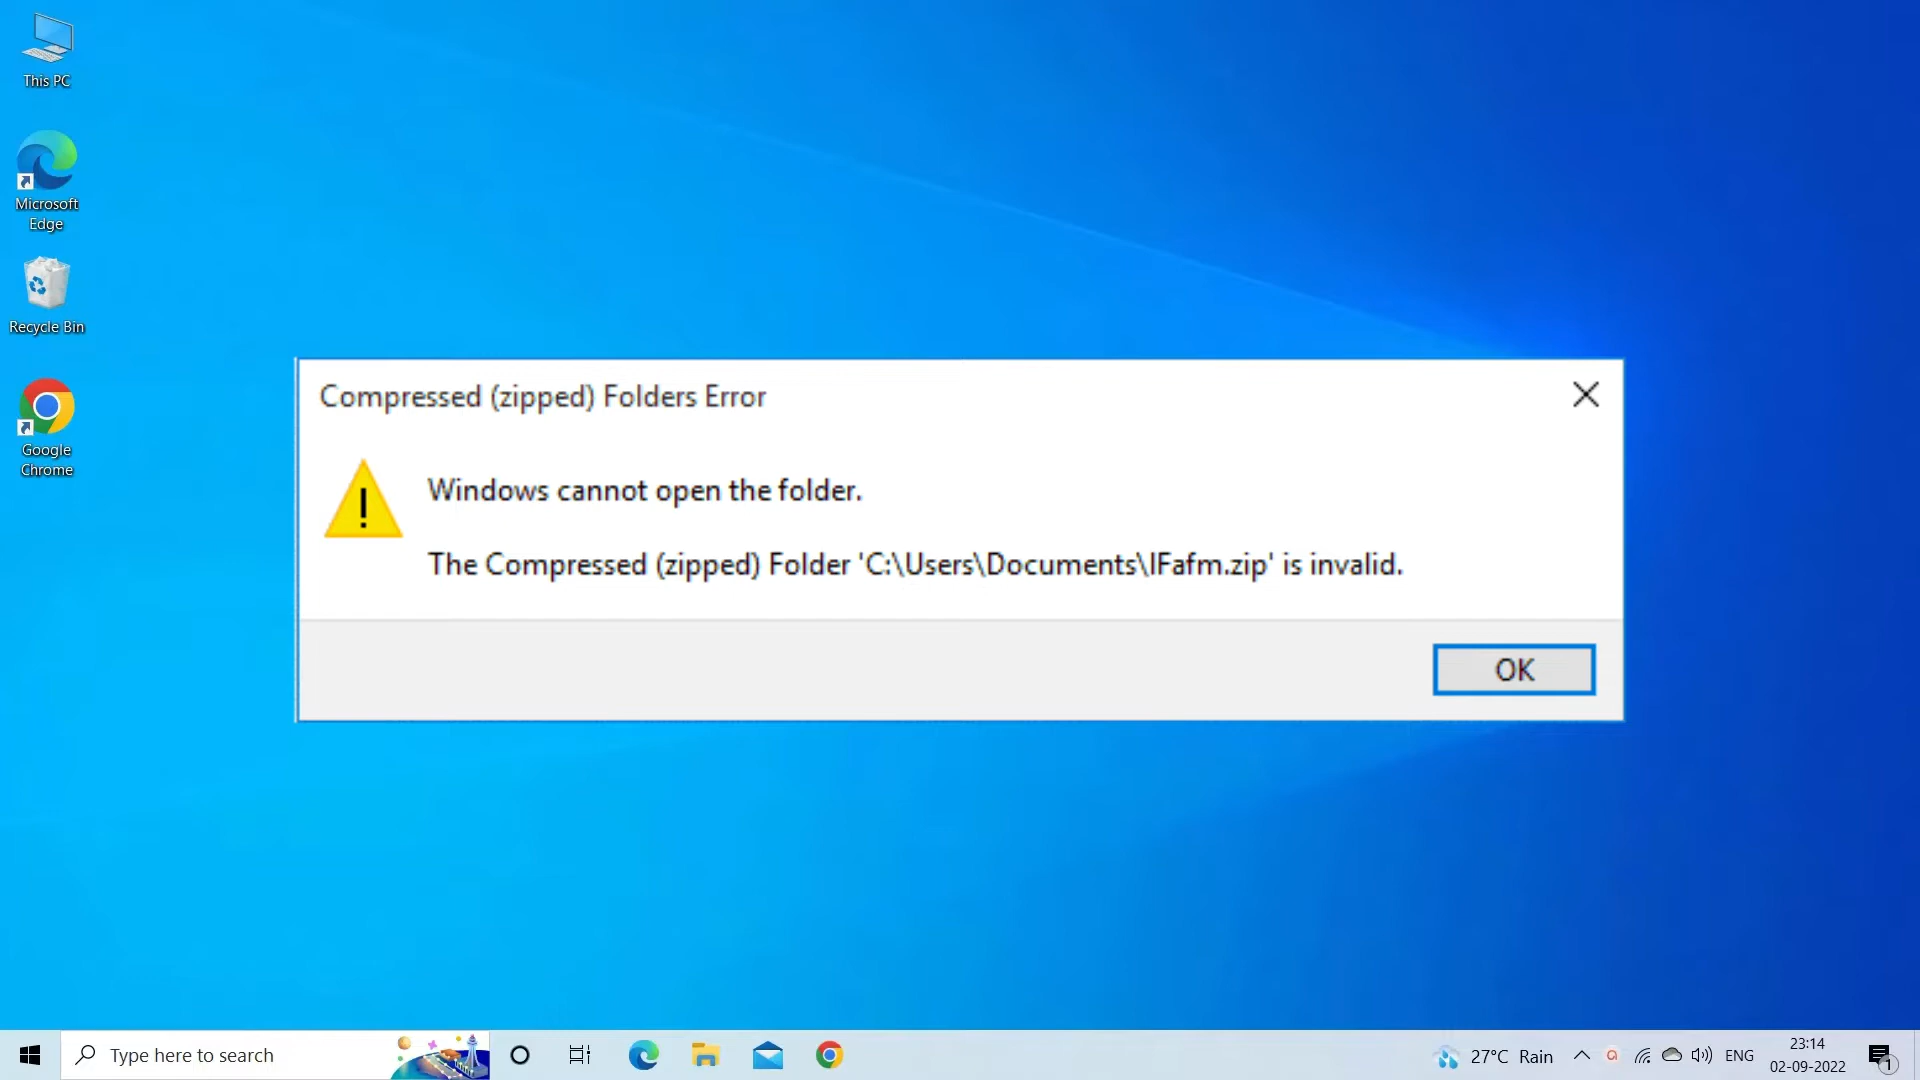 This PC
Microsoft
Edge
Recycle Bin
Google
Chrome
Compressed (zipped) Folders Error
Windows cannot open the folder.
The Compressed (zipped) Folder 'C:\Users\Documents\IFafm.zip' is invalid.
OK
Type here to search
27°C Rain
ENG
23:14
02-09-2022
1